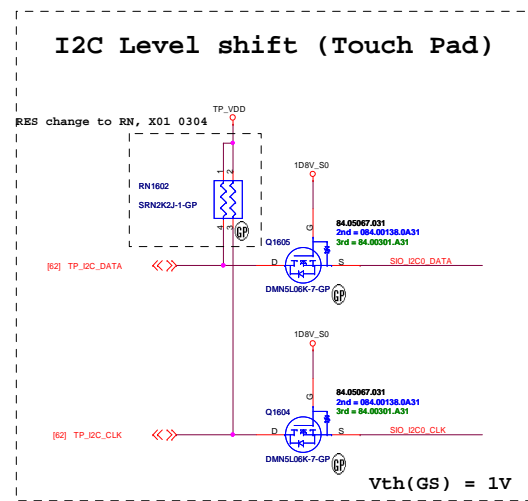 I2C Level shift (Touch Pad)
TP_VDD
RES change to RN, X01 0304
1D8V_S0
1
2
RN1602
SRN2K2J-1-GP
4
3
GP
G
84.05067.031
2nd = 084.00138.0A31
3rd = 84.00301.A31
Q1605
[62] TP_I2C_DATA
D
S
SIO_I2C0_DATA
DMN5L06K-7-GP
GP
1D8V_S0
G
84.05067.031
2nd = 084.00138.0A31
3rd = 84.00301.A31
Q1604
[62] TP_I2C_CLK
D
S
SIO_I2C0_CLK
DMN5L06K-7-GP
GP
Vth(GS) = 1V